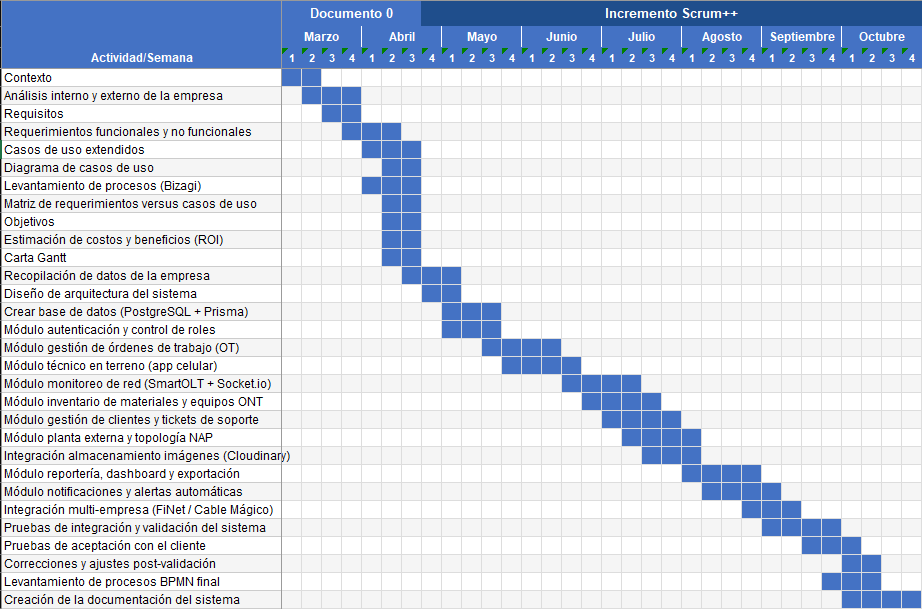 Documento 0 Incremento Scrum++
Marzo Abril Mayo Junio Julio Agosto Septiembre Octubre
Actividad/Semana 1 2 3 4 1 2 3 4 1 2 3 4 1 2 3 4 1 2 3 4 1 2 3 4 1 2 3 4 1 2 3 4
Contexto
Análisis interno y externo de la empresa
Requisitos
Requerimientos funcionales y no funcionales
Casos de uso extendidos
Diagrama de casos de uso
Levantamiento de procesos (Bizagi)
Matriz de requerimientos versus casos de uso
Objetivos
Estimación de costos y beneficios (ROI)
Carta Gantt
Recopilación de datos de la empresa
Diseño de arquitectura del sistema
Crear base de datos (PostgreSQL + Prisma)
Módulo autenticación y control de roles
Módulo gestión de órdenes de trabajo (OT)
Módulo técnico en terreno (app celular)
Módulo monitoreo de red (SmartOLT + Socket.io)
Módulo inventario de materiales y equipos ONT
Módulo gestión de clientes y tickets de soporte
Módulo planta externa y topología NAP
Integración almacenamiento imágenes (Cloudinary)
Módulo reportería, dashboard y exportación
Módulo notificaciones y alertas automáticas
Integración multi-empresa (FiNet / Cable Mágico)
Pruebas de integración y validación del sistema
Pruebas de aceptación con el cliente
Correcciones y ajustes post-validación
Levantamiento de procesos BPMN final
Creación de la documentación del sistema